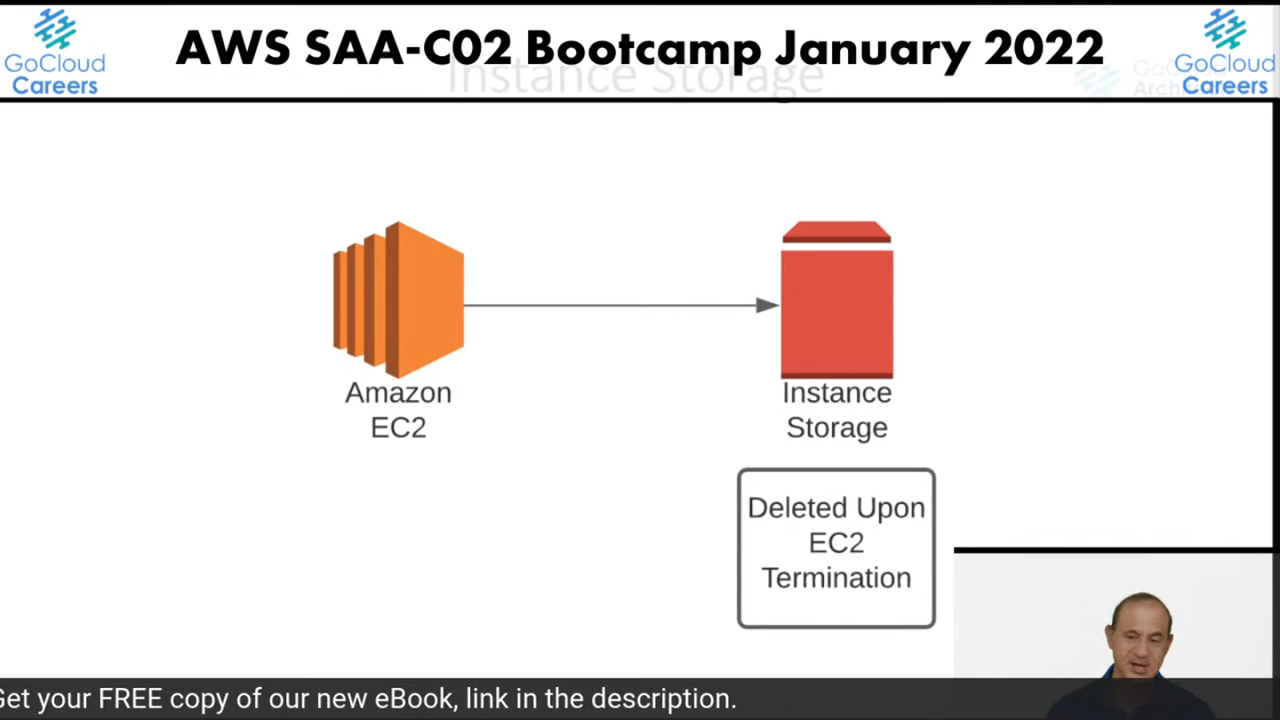 GoCloud
Careers
AWS SAA-C02 Bootcamp January 2022
Instance Storage
GoCloud
Careers
Amazon
EC2
Instance
Storage
Deleted Upon
EC2
Termination
Get your FREE copy of our new eBook, link in the description.